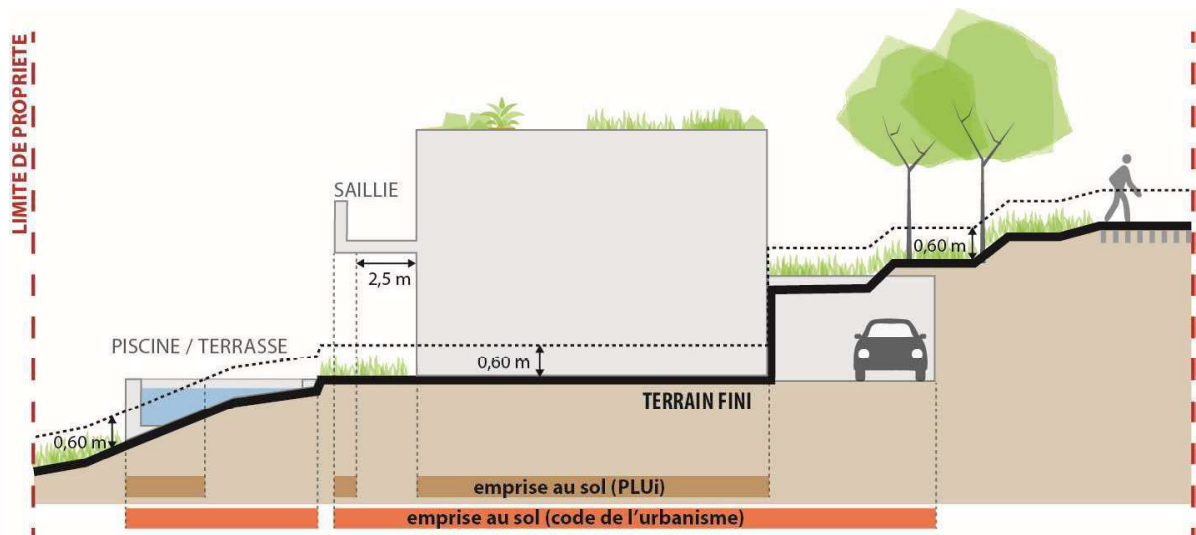 LIMITE DE PROPRIETE
SAILLIE
2,5 m
0,60 m
PISCINE / TERRASSE
0,60 m
TERRAIN FINI
0,60 m
emprise au sol (PLUi)
emprise au sol (code de l'urbanisme)